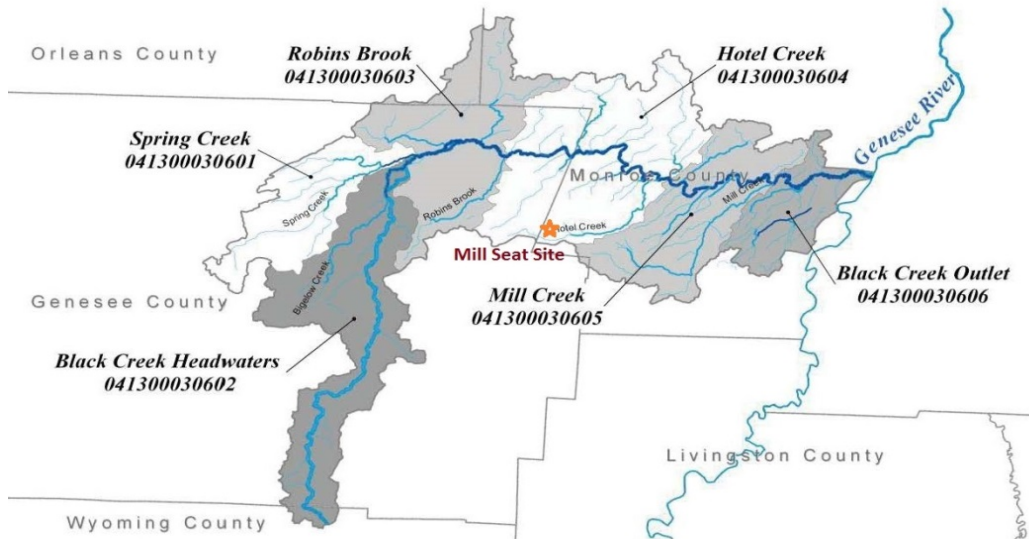 Orleans County
Robins Brook
041300030603
Hotel Creek
041300030604
Genesee River
Spring Creek
041300030601
Monroe County
Spring Creek
Robins Brook
Mill Creek
Hotel Creek
Mill Seat Site
Bigelow Creek
Genesee County
Mill Creek
041300030605
Black Creek Outlet
041300030606
Black Creek Headwaters
041300030602
Livingston County
Wyoming County